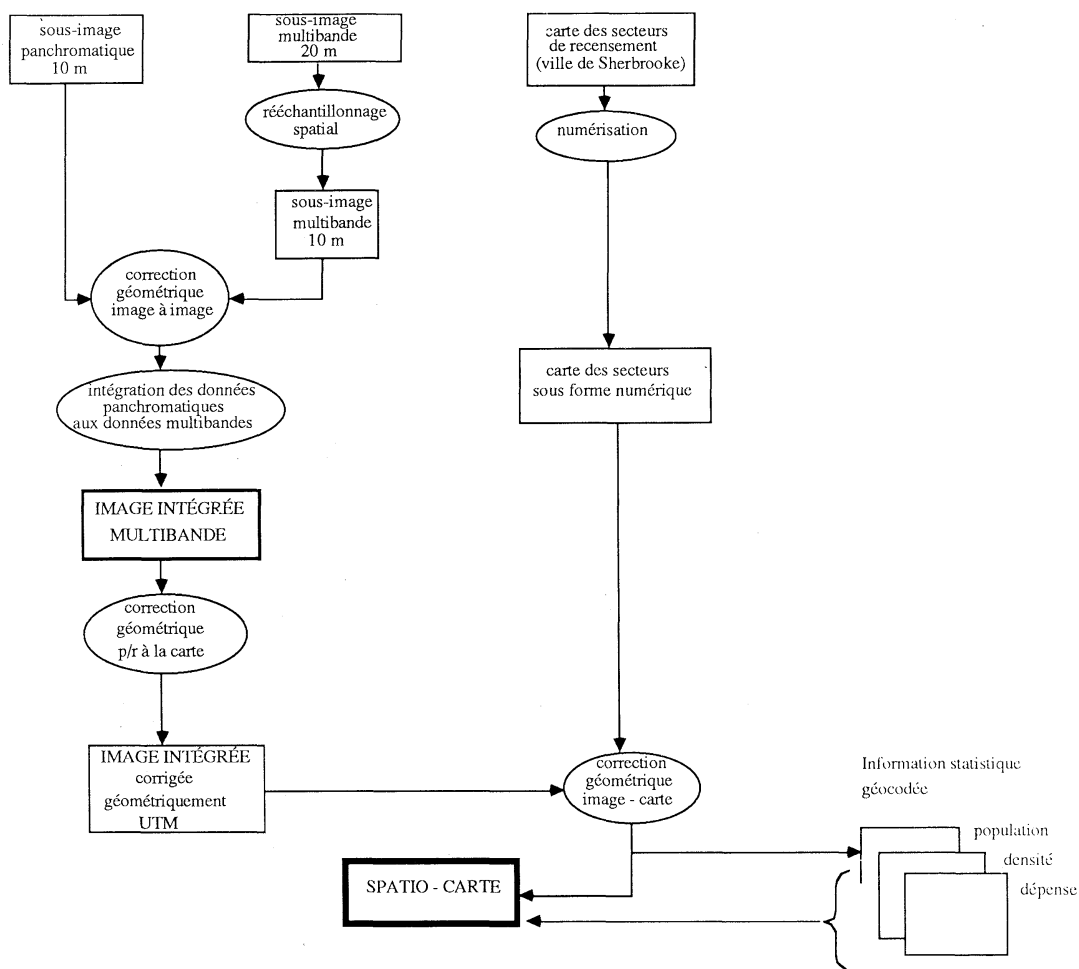 sous-image
panchromatique
10 m
sous-image
multibande
20 m
carte des secteurs
de recensement
(ville de Sherbrooke)
rééchantillonnage
spatial
numérisation
sous-image
multibande
10 m
correction
géométrique
image à image
carte des secteurs
sous forme numérique
intégration des données
panchromatiques
aux données multibandes
IMAGE INTÉGRÉE
MULTIBANDE
correction
géométrique
p/r à la carte
IMAGE INTÉGRÉE
corrigée
géométriquement
UTM
correction
géométrique
image - carte
Information statistique
géocodée
population
densité
dépense
SPATIO - CARTE